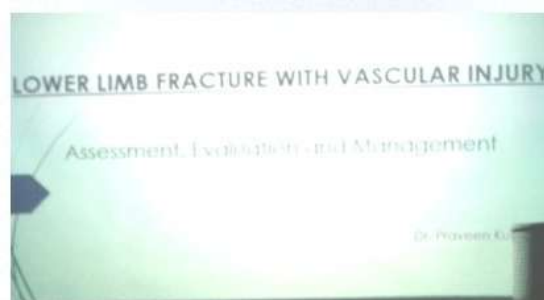 LOWER LIMB FRACTURE WITH VASCULAR INJURY
Assessment, Evaluation and Management
Dr. Praveen